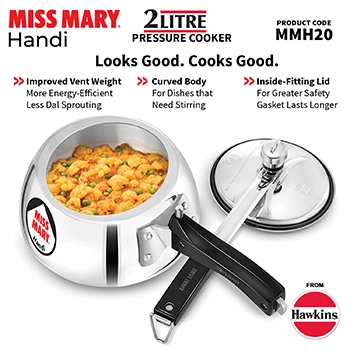 MISS MARY
Handi
2 LITRE
PRESSURE COOKER
PRODUCT CODE
MMH20
Looks Good. Cooks Good.
Improved Vent Weight
More Energy-Efficient
Less Dal Sprouting
Curved Body
For Dishes that
Need Stirring
Inside-Fitting Lid
For Greater Safety
Gasket Lasts Longer
MISS
MARY
Handi
FROM
Hawkins